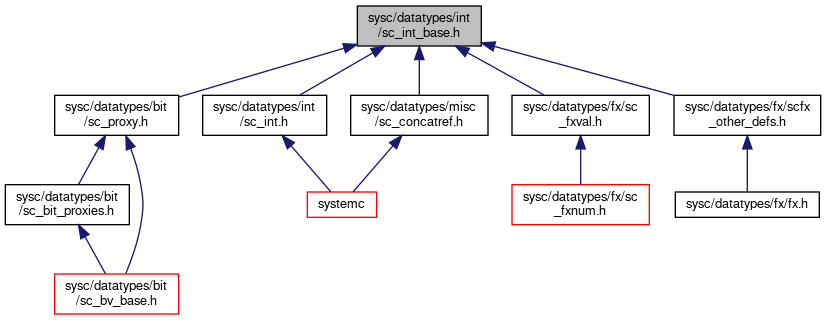 sysc/datatypes/int
/sc_int_base.h
sysc/datatypes/bit
/sc_proxy.h
sysc/datatypes/int
/sc_int.h
sysc/datatypes/misc
/sc_concatref.h
sysc/datatypes/fx/sc
_fxval.h
sysc/datatypes/fx/scfx
_other_defs.h
sysc/datatypes/bit
/sc_bit_proxies.h
systemc
sysc/datatypes/fx/sc
_fxnum.h
sysc/datatypes/fx/fx.h
sysc/datatypes/bit
/sc_bv_base.h